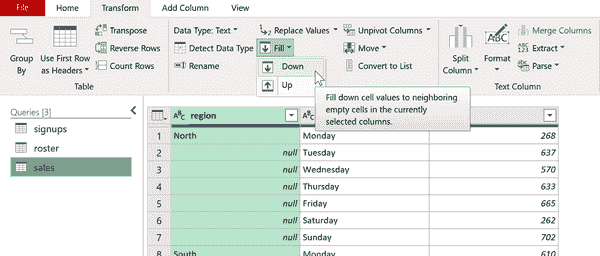 File Home Transform Add Column View
Group By
Use First Row as Headers
Transpose
Reverse Rows
Count Rows
Table
Data Type: Text
Detect Data Type
Rename
Replace Values
Fill
Down
Up
Unpivot Columns
Move
Convert to List
Split Column
Format
ABC
Merge Columns
ABC 123 Extract
abc Parse
Text Column
Fill down cell values to neighboring
empty cells in the currently
selected columns.
Queries [3]
signups
roster
sales
ABC region
1 North Monday 268
2 null Tuesday 637
3 null Wednesday 570
4 null Thursday 633
5 null Friday 665
6 null Saturday 262
7 null Sunday 702
8 South Monday 610